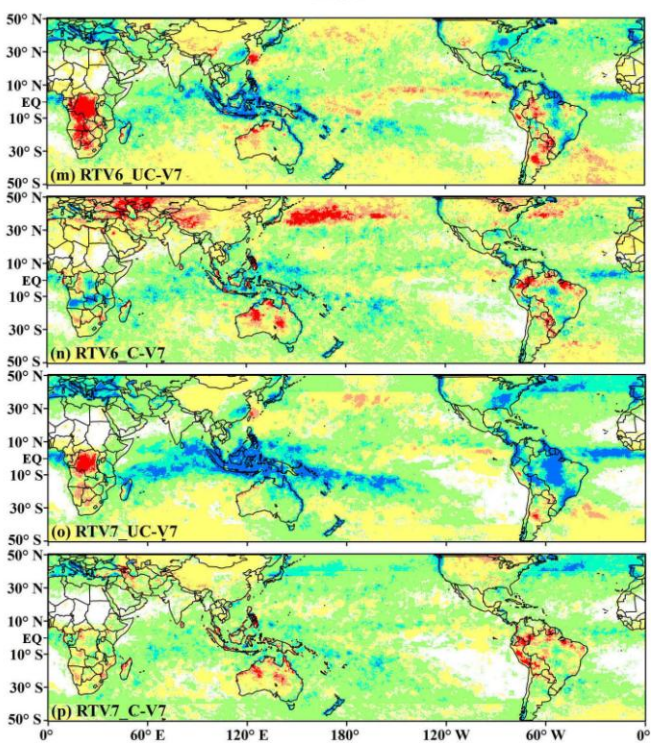 50° N
30° N
10° N
EQ
10° S
30° S
50° S
(m) RTV6_UC-V7
50° N
30° N
10° N
EQ
10° S
30° S
50° S
(n) RTV6_C-V7
50° N
30° N
10° N
EQ
10° S
30° S
50° S
(o) RTV7_UC-V7
50° N
30° N
10° N
EQ
10° S
30° S
50° S
(p) RTV7_C-V7
0° 60° E 120° E 180° 120° W 60° W 0°